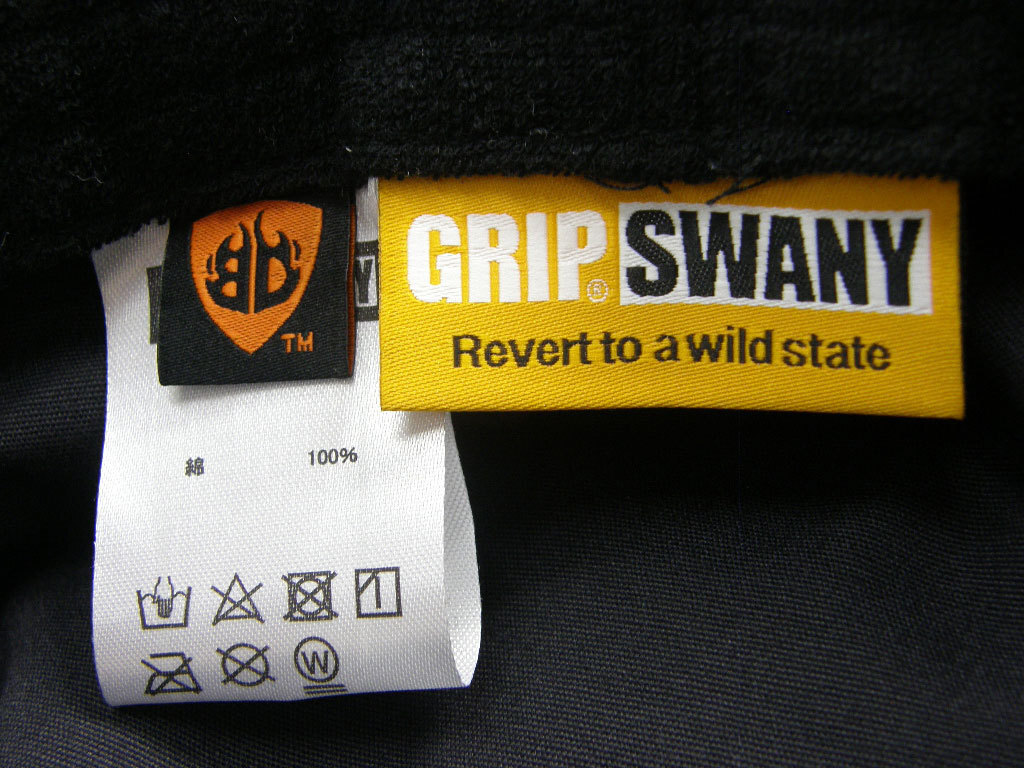 GRIP® SWANY
Revert to a wild state
TM
Y
綿 100%
W